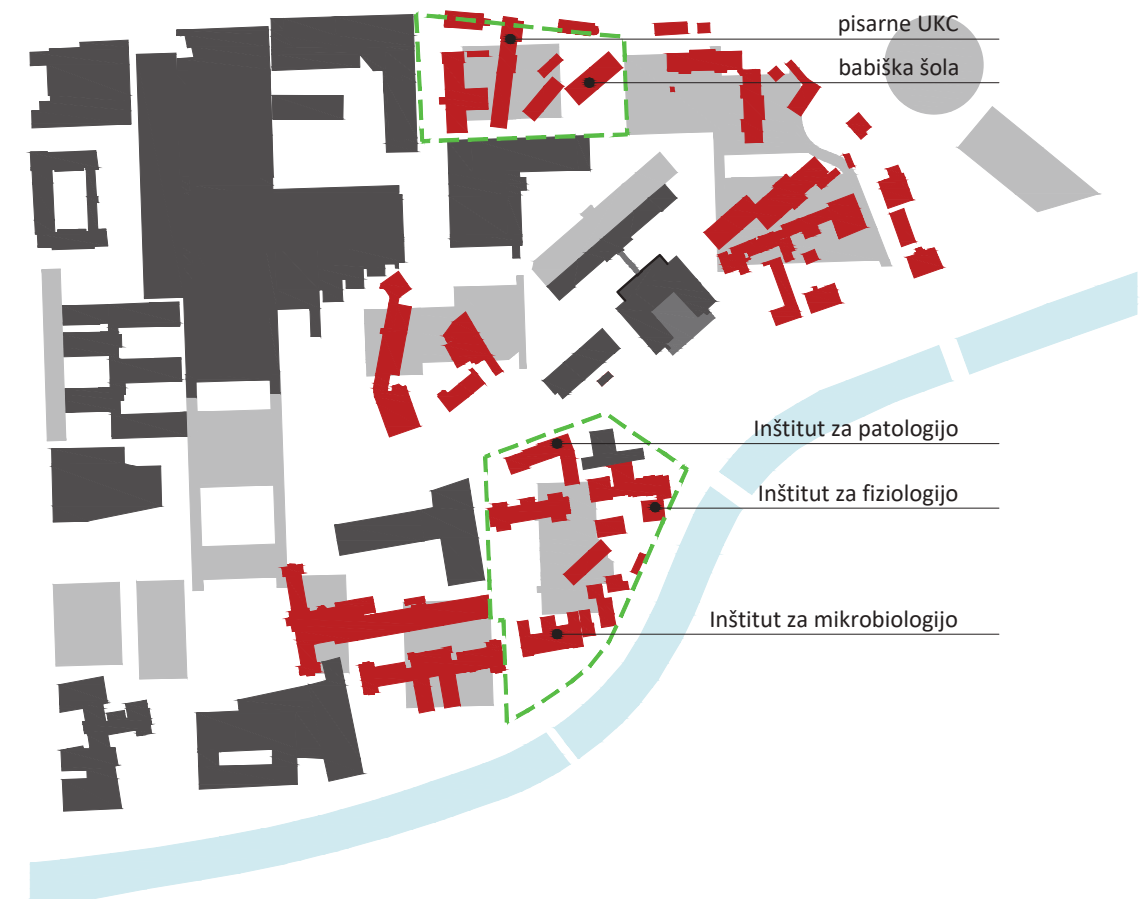 pisarne UKC
babiška šola
Inštitut za patologijo
Inštitut za fiziologijo
Inštitut za mikrobiologijo